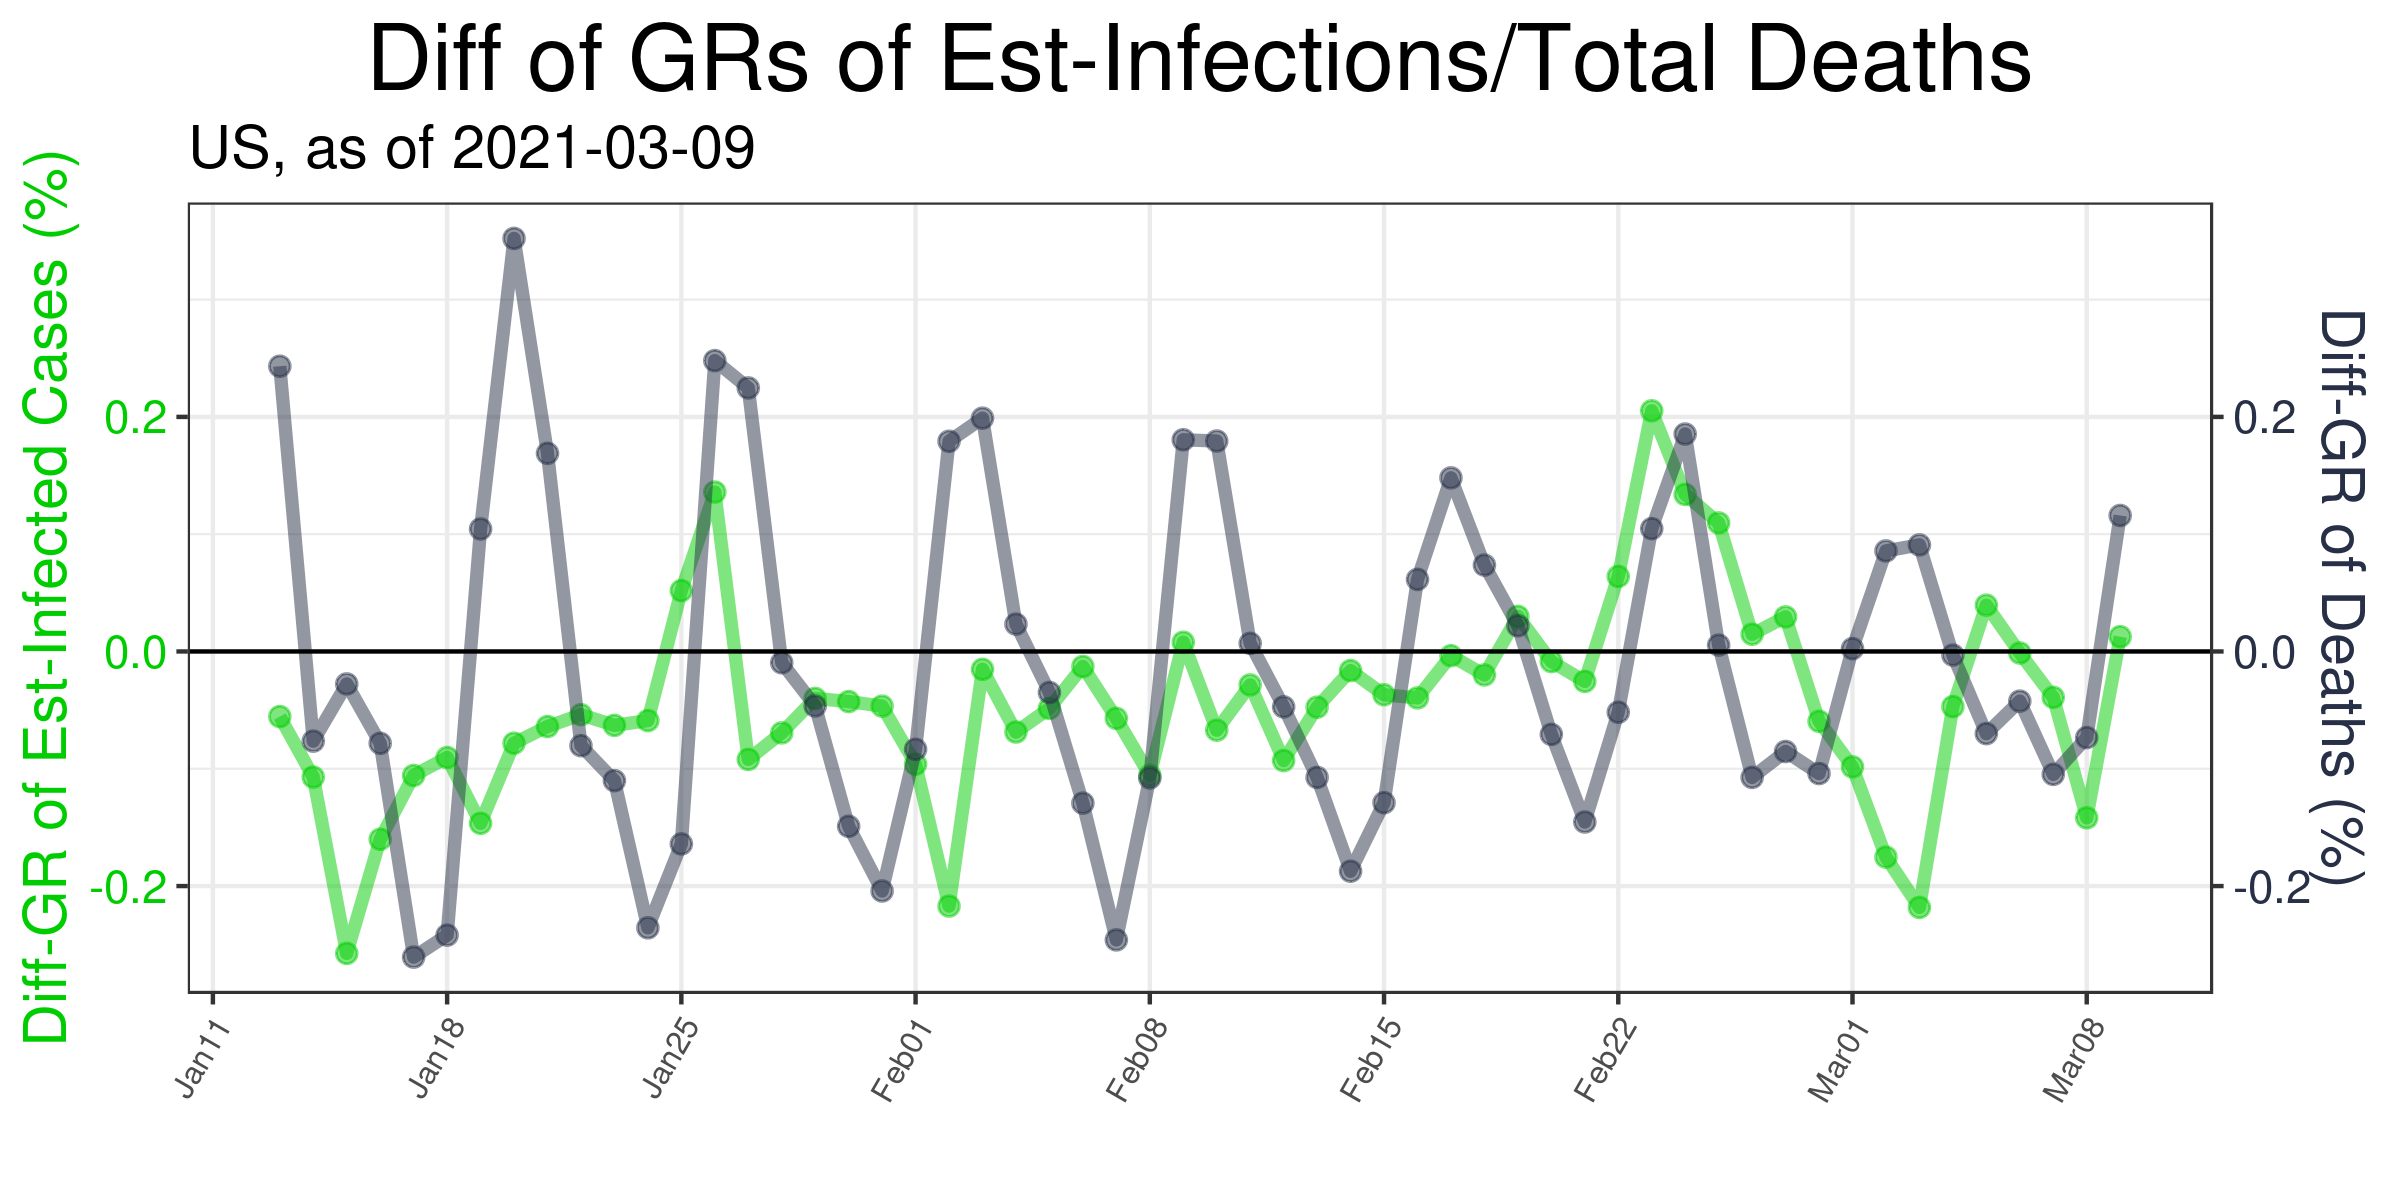 Diff of GRs of Est-Infections/Total Deaths
US, as of 2021-03-09
Diff-GR of Est-Infected Cases (%)
0.2
0.0
-0.2
0.2
0.0
-0.2
Diff-GR of Deaths (%)
Jan11
Jan18
Jan25
Feb01
Feb08
Feb15
Feb22
Mar01
Mar08